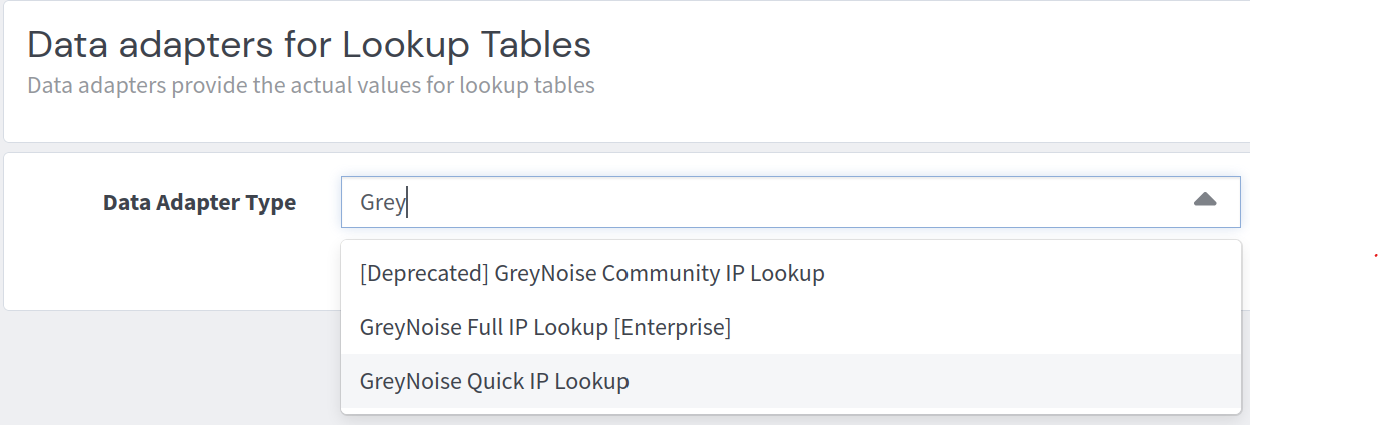 Data adapters for Lookup Tables
Data adapters provide the actual values for lookup tables
Data Adapter Type
Grey
[Deprecated] GreyNoise Community IP Lookup
GreyNoise Full IP Lookup [Enterprise]
GreyNoise Quick IP Lookup